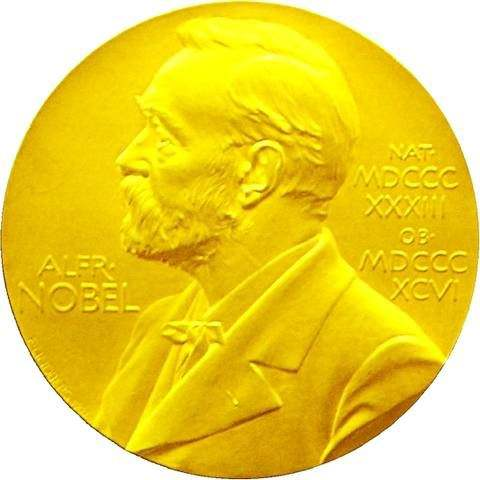 ALFR·
NOBEL
NAT·
MDCCC
XXXIII
OB·
MDCCC
XCVI